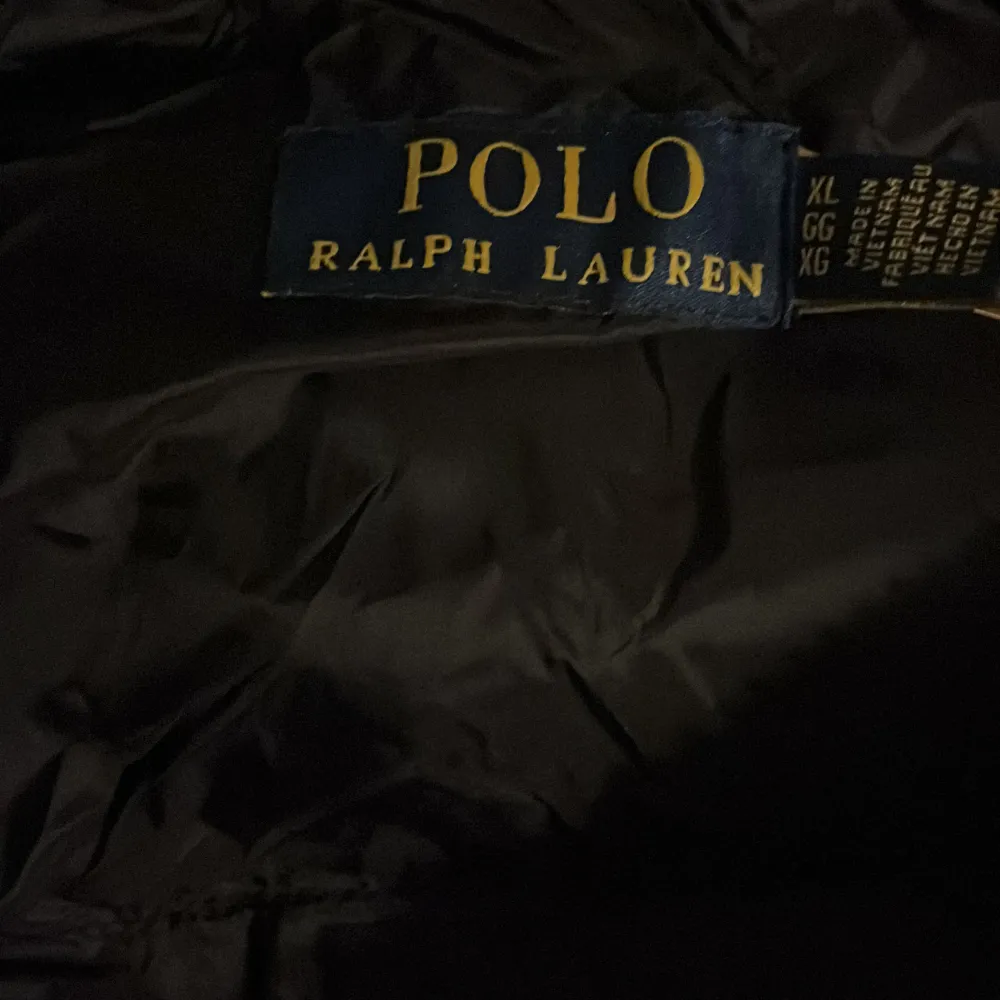 POLO
RALPH LAUREN
XL
GG
XG
MADE IN
VIETNAM
FABRIQUÉ AU
VIET NAM
HECHO EN
VIETNAM